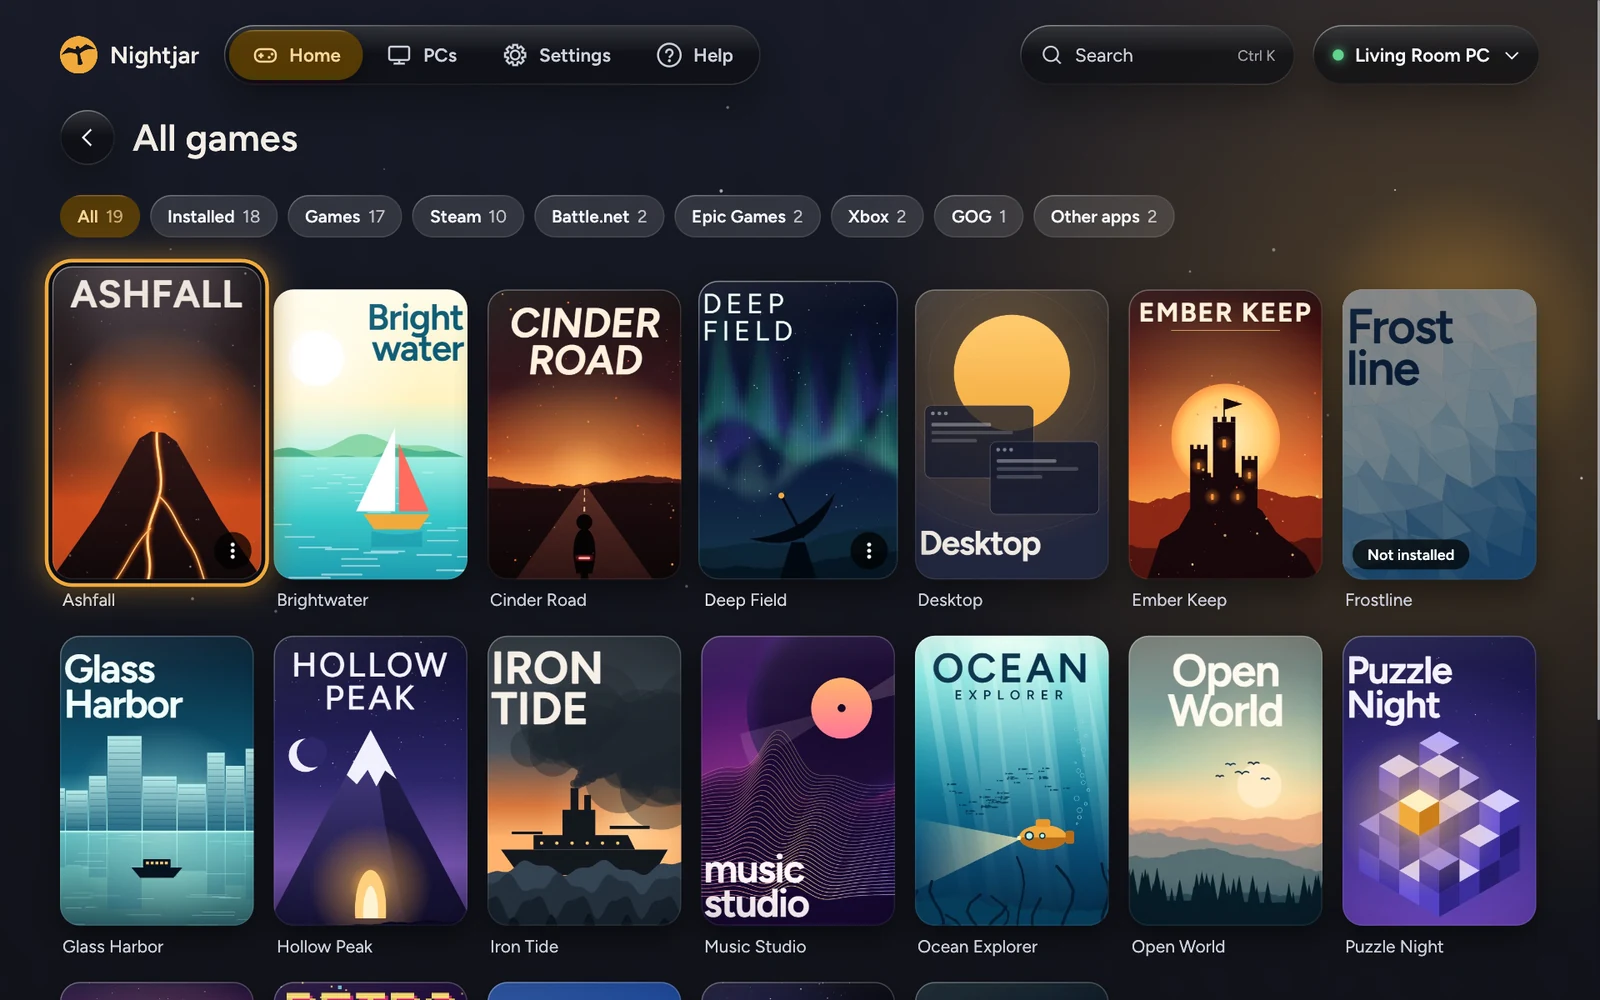 Nightjar
Home
PCs
Settings
Help
Search
Ctrl K
Living Room PC
All games
All 19
Installed 18
Games 17
Steam 10
Battle.net 2
Epic Games 2
Xbox 2
GOG 1
Other apps 2
ASHFALL
Bright
water
CINDER
ROAD
DEEP
FIELD
Desktop
EMBER KEEP
Frost
line
Not installed
Ashfall
Brightwater
Cinder Road
Deep Field
Desktop
Ember Keep
Frostline
Glass
Harbor
HOLLOW
PEAK
IRON
TIDE
music
studio
OCEAN
EXPLORER
Open
World
Puzzle
Night
Glass Harbor
Hollow Peak
Iron Tide
Music Studio
Ocean Explorer
Open World
Puzzle Night